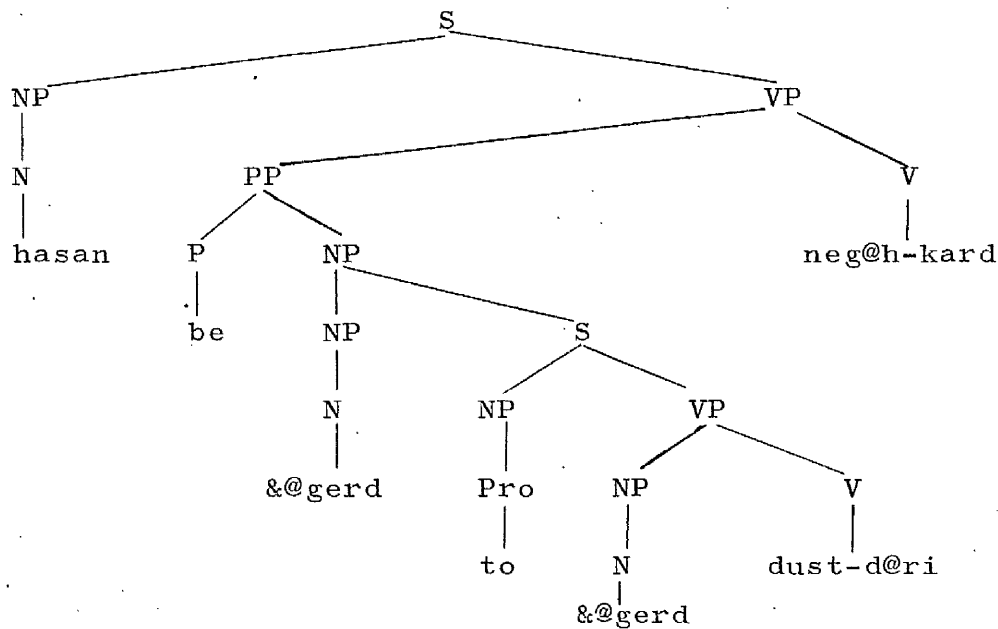 S
NP VP
N PP V
hasan P NP neg@h-kard
be NP S
N NP VP
&@gerd Pro NP V
to N dust-d@ri
&@gerd